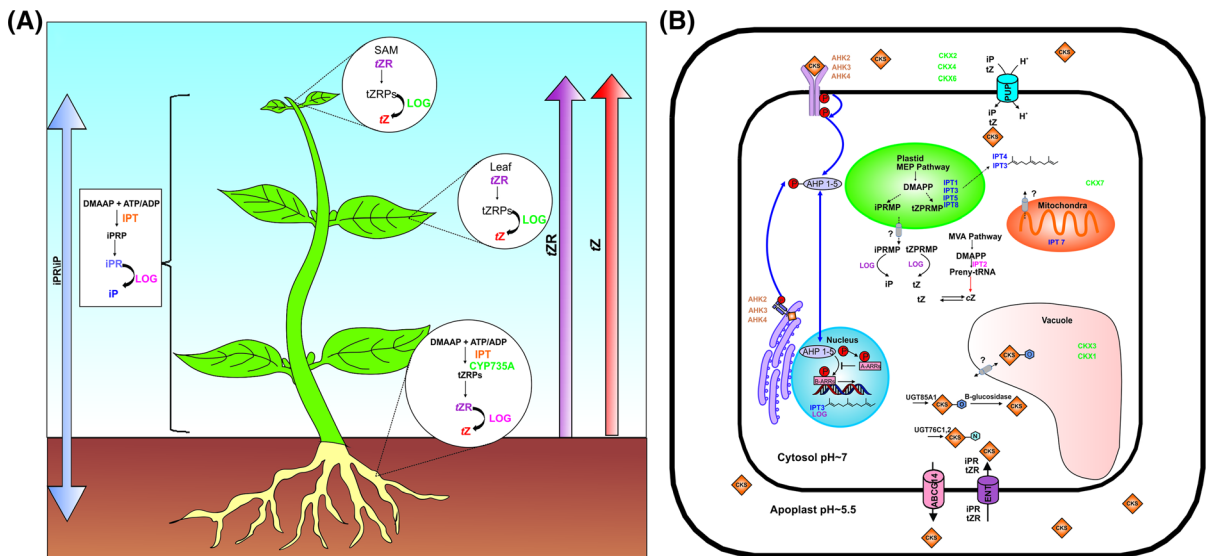 (A)
SAM
tZR
tZRPs
LOG
tZ
Leaf
tZR
tZRPs
LOG
tZ
DMAAP + ATP/ADP
IPT
iPRP
iPR
LOG
iP
iPR\iP
DMAAP + ATP/ADP
IPT
CYP735A
tZRPs
tZR
LOG
tZ
tZR
tZ
(B)
CKS
AHK2
AHK3
AHK4
CKS
CKS
CKX2
CKX4
CKX6
iP
tZ
H+
PUP
iP
tZ
H+
CKS
CKS
P
P
P
AHP 1-5
Plastid
MEP Pathway
DMAPP
iPRMP
tZPRMP
IPT1
IPT3
IPT5
IPT8
IPT4
IPT3
CKX7
?
Mitochondra
IPT 7
?
iPRMP
tZPRMP
LOG
LOG
iP
tZ
MVA Pathway
DMAPP
IPT2
Preny-tRNA
tZ
cZ
AHK2
AHK3
AHK4
P
Nucleus
AHP 1-5
P
P
A-ARRs
P
B-ARRs
IPT3
LOG
Vacuole
CKX3
CKX1
?
CKS
O
UGT85A1
CKS
O
B-glucosidase
CKS
UGT76C1,2
CKS
N
CKS
Cytosol pH~7
Apoplast pH~5.5
ABCG14
CKS
iPR
tZR
ENT
iPR
tZR
CKS
CKS
CKS
CKS